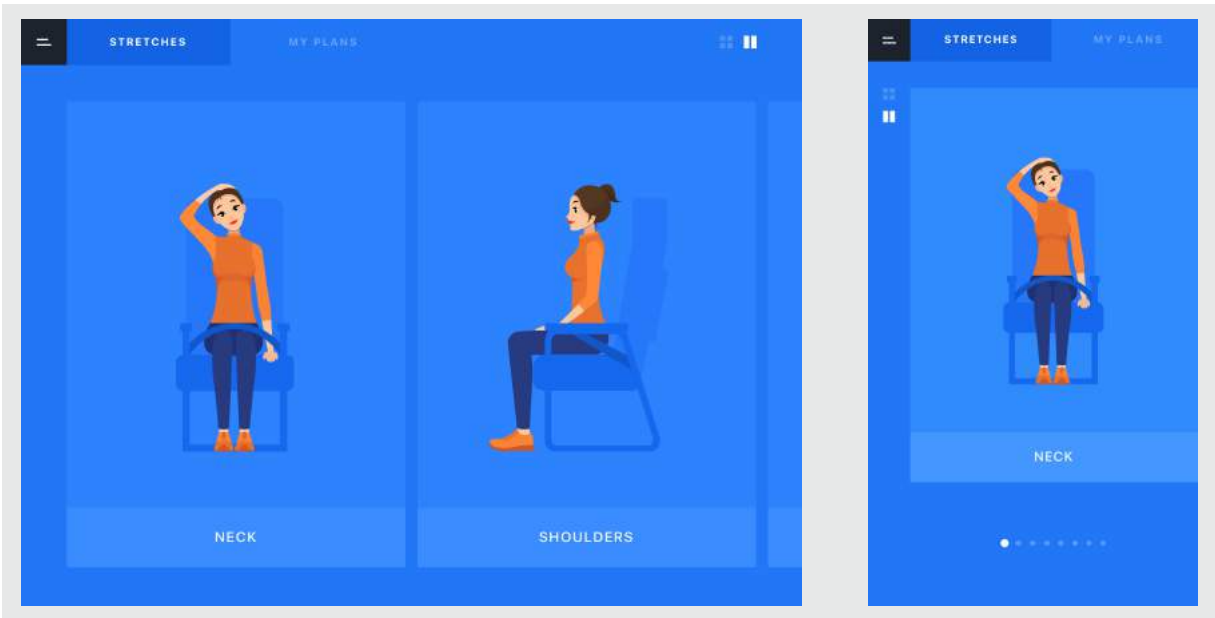 STRETCHES
MY PLANS
NECK
SHOULDERS
STRETCHES
MY PLANS
NECK